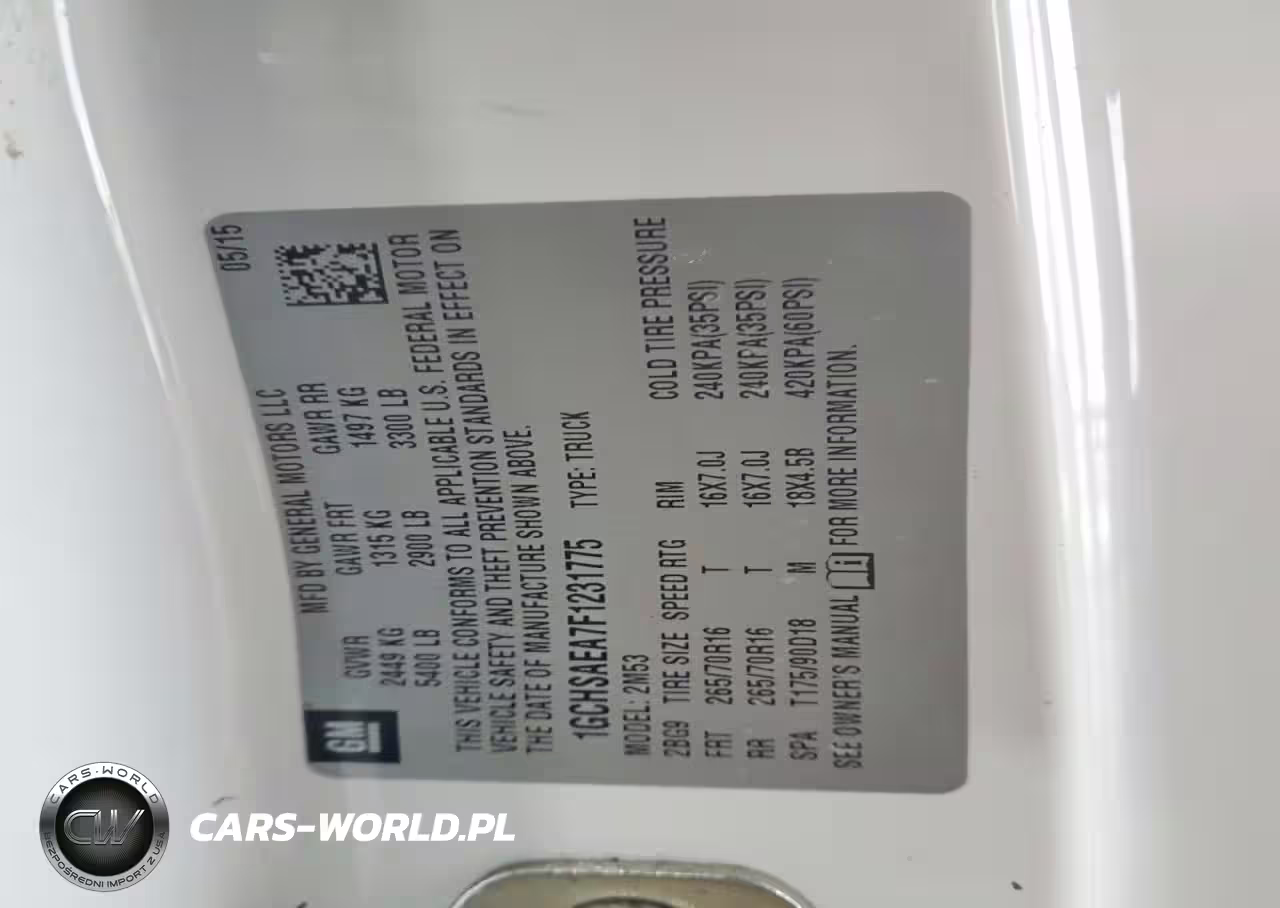 MFD BY GENERAL MOTORS LLC 05/15
GM
GVWR GAWR FRT GAWR RR
2449 KG 1315 KG 1497 KG
5400 LB 2900 LB 3300 LB
THIS VEHICLE CONFORMS TO ALL APPLICABLE U.S. FEDERAL MOTOR
VEHICLE SAFETY AND THEFT PREVENTION STANDARDS IN EFFECT ON
THE DATE OF MANUFACTURE SHOWN ABOVE.
1GCHSAEA7F1231775 TYPE: TRUCK
MODEL: 2M53
2BG9 TIRE SIZE SPEED RTG RIM COLD TIRE PRESSURE
FRT 265/70R16 T 16X7.0J 240KPA(35PSI)
RR 265/70R16 T 16X7.0J 240KPA(35PSI)
SPA T175/90D18 M 18X4.5B 420KPA(60PSI)
SEE OWNER'S MANUAL i FOR MORE INFORMATION.
CARS-WORLD
CW
BEZPOŚREDNI IMPORT Z USA
CARS-WORLD.PL